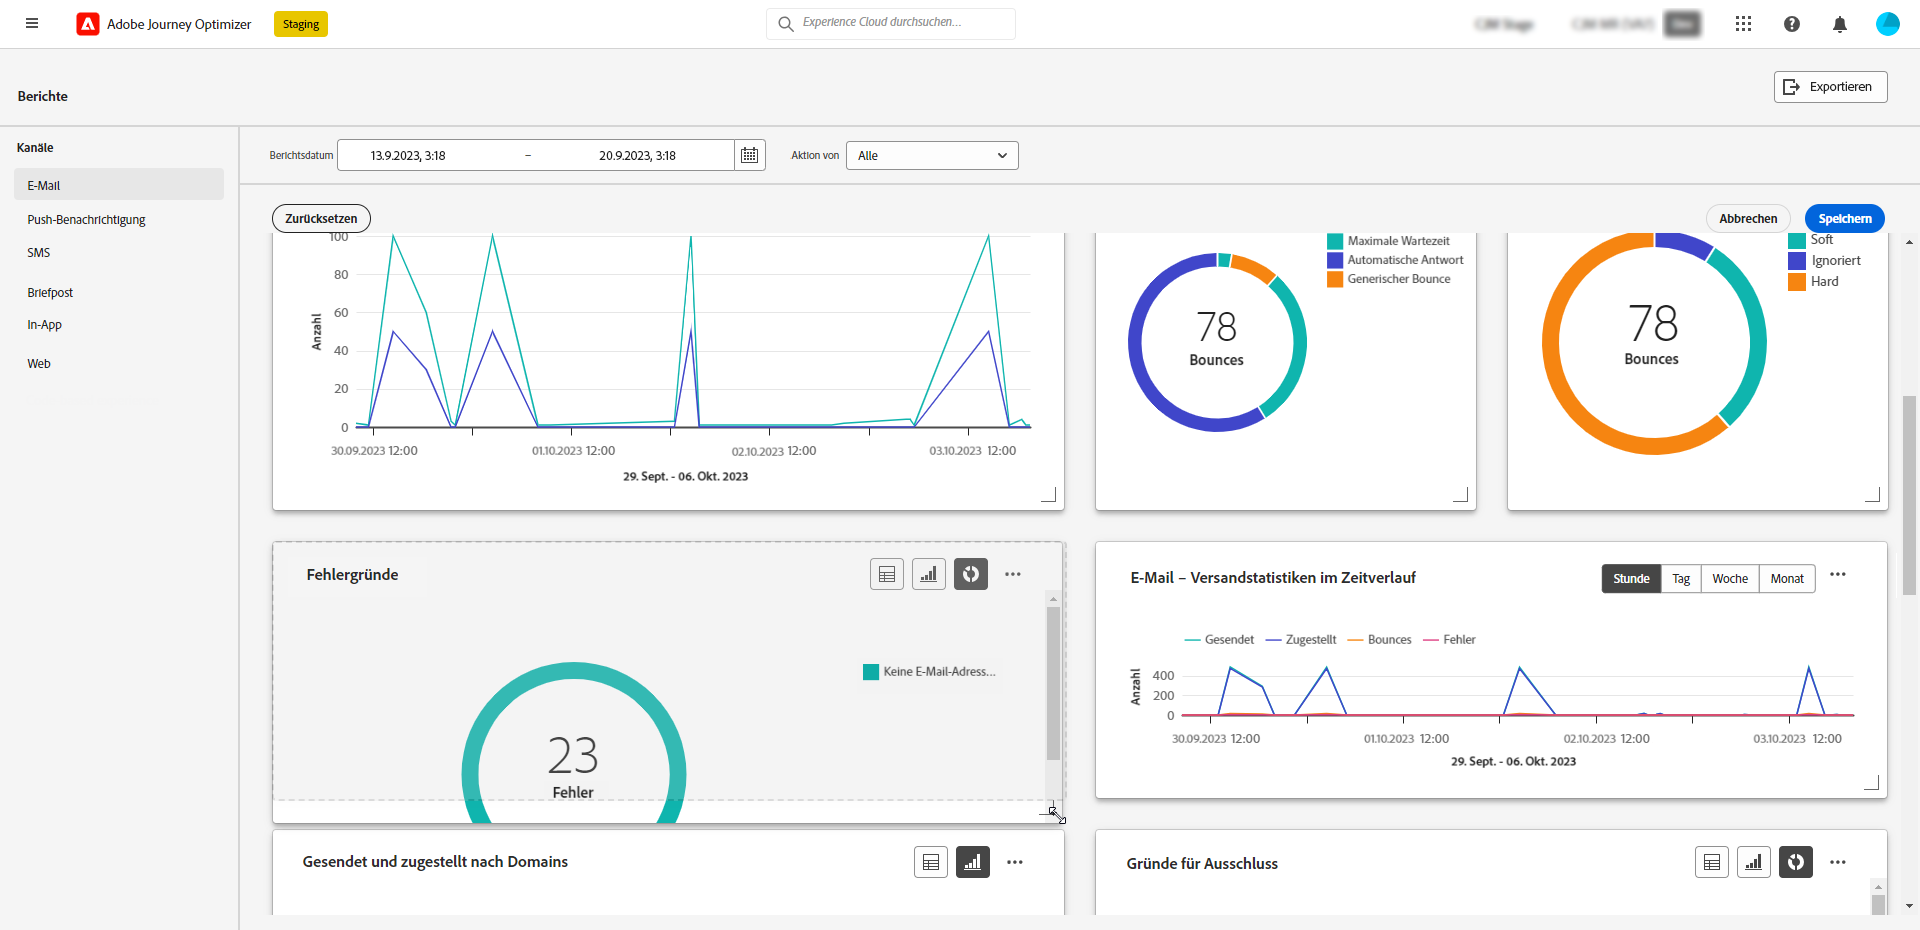 Adobe Journey Optimizer
Staging
Experience Cloud durchsuchen...
Berichte
Exportieren
Kanäle
E-Mail
Push-Benachrichtigung
SMS
Briefpost
In-App
Web
Berichtsdatum
13.9.2023, 3:18
–
20.9.2023, 3:18
Aktion von
Alle
Zurücksetzen
Abbrechen
Speichern
100
80
60
40
20
0
Anzahl
30.09.2023 12:00
01.10.2023 12:00
02.10.2023 12:00
03.10.2023 12:00
29. Sept. - 06. Okt. 2023
Maximale Wartezeit
Automatische Antwort
Generischer Bounce
78
Bounces
Soft
Ignoriert
Hard
78
Bounces
Fehlergründe
Keine E-Mail-Adress...
23
Fehler
E-Mail – Versandstatistiken im Zeitverlauf
Stunde
Tag
Woche
Monat
Gesendet
Zugestellt
Bounces
Fehler
Anzahl
400
200
0
30.09.2023 12:00
01.10.2023 12:00
02.10.2023 12:00
03.10.2023 12:00
29. Sept. - 06. Okt. 2023
Gesendet und zugestellt nach Domains
Gründe für Ausschluss